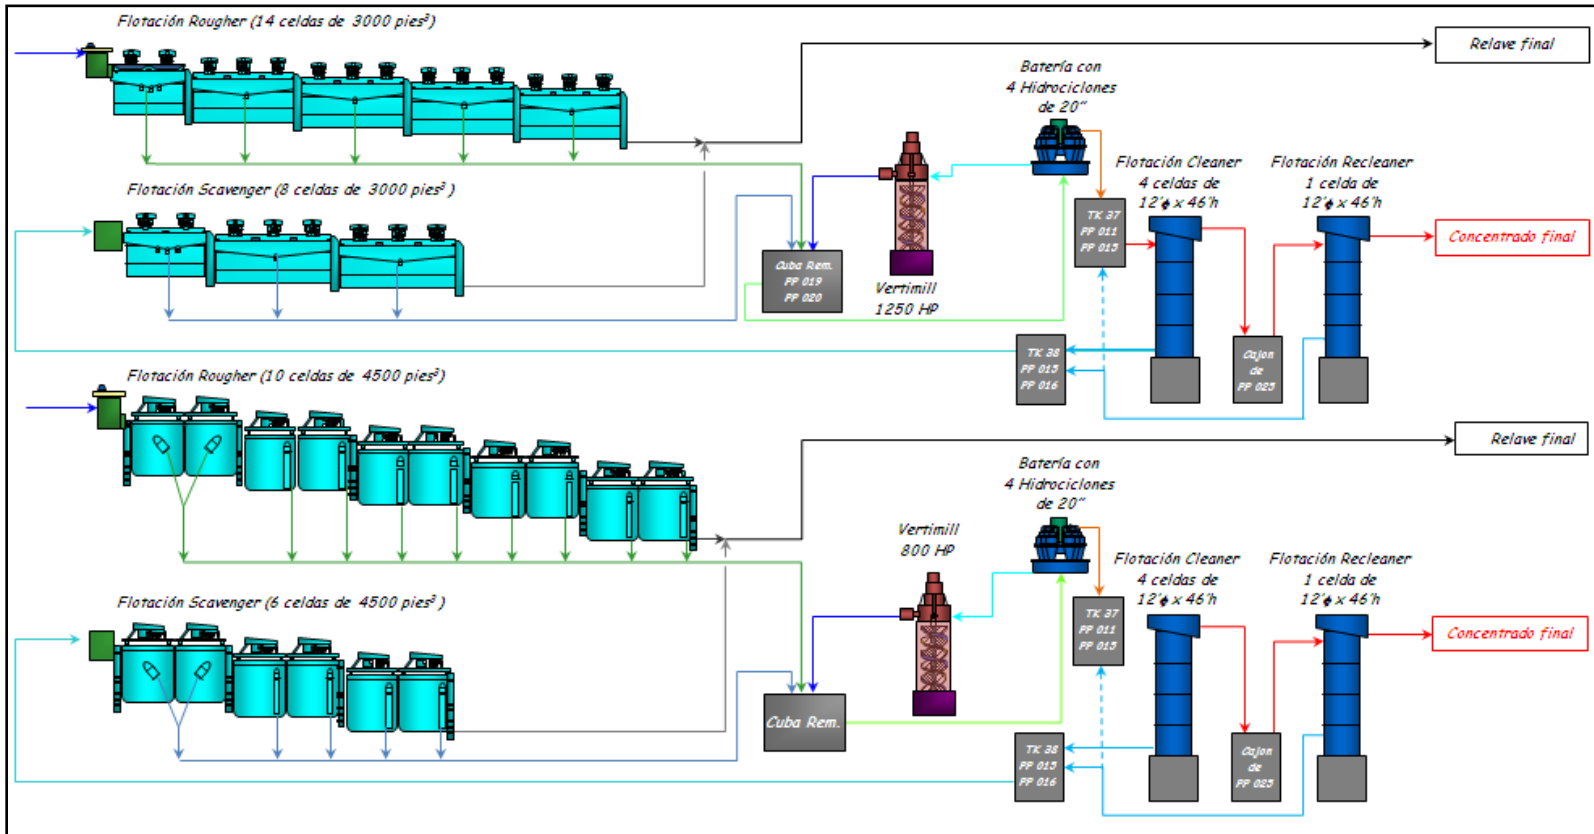 Flotación Rougher (14 celdas de 3000 pies³)
Relave final
Batería con
4 Hidrociclones
de 20"
Flotación Cleaner
4 celdas de
12'ϕ x 46'h
Flotación Recleaner
1 celda de
12'ϕ x 46'h
Flotación Scavenger (8 celdas de 3000 pies³)
TK 37
PP 011
PP 015
Concentrado final
Cuba Rem.
PP 019
PP 020
Vertimill
1250 HP
TK 38
PP 015
PP 016
Cajon
de
PP 025
Flotación Rougher (10 celdas de 4500 pies³)
Relave final
Batería con
4 Hidrociclones
de 20"
Vertimill
800 HP
Flotación Cleaner
4 celdas de
12'ϕ x 46'h
Flotación Recleaner
1 celda de
12'ϕ x 46'h
Flotación Scavenger (6 celdas de 4500 pies³)
TK 37
PP 011
PP 015
Concentrado final
Cuba Rem.
TK 38
PP 015
PP 016
Cajon
de
PP 025